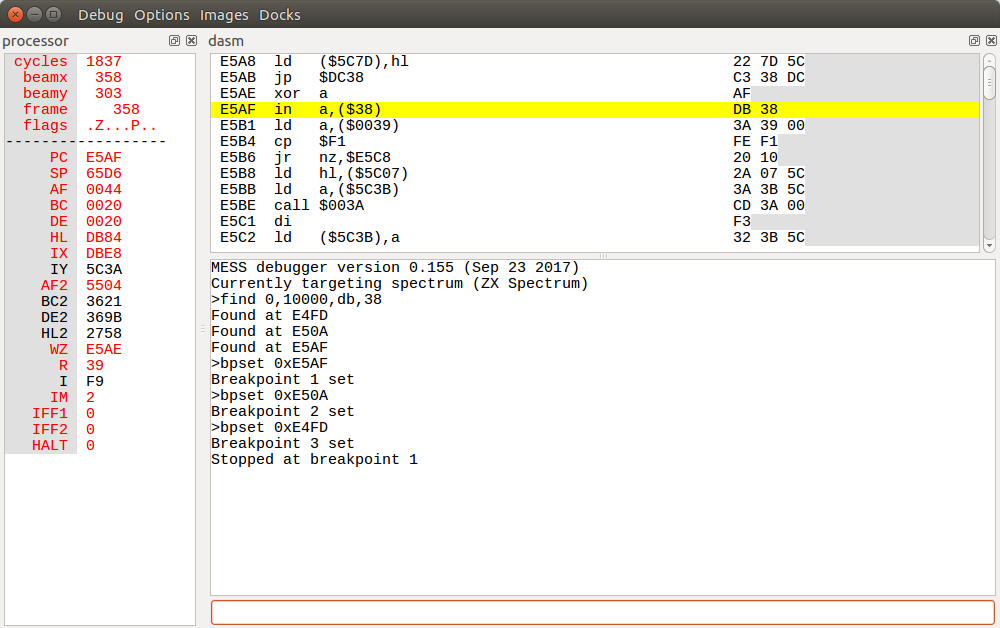 Debug Options Images Docks
processor
cycles 1837
beamx 358
beamy 303
frame 358
flags .Z...P..
------------------
PC E5AF
SP 65D6
AF 0044
BC 0020
DE 0020
HL DB84
IX DBE8
IY 5C3A
AF2 5504
BC2 3621
DE2 369B
HL2 2758
WZ E5AE
R 39
I F9
IM 2
IFF1 0
IFF2 0
HALT 0
dasm
E5A8 ld ($5C7D),hl 22 7D 5C
E5AB jp $DC38 C3 38 DC
E5AE xor a AF
E5AF in a,($38) DB 38
E5B1 ld a,($0039) 3A 39 00
E5B4 cp $F1 FE F1
E5B6 jr nz,$E5C8 20 10
E5B8 ld hl,($5C07) 2A 07 5C
E5BB ld a,($5C3B) 3A 3B 5C
E5BE call $003A CD 3A 00
E5C1 di F3
E5C2 ld ($5C3B),a 32 3B 5C
MESS debugger version 0.155 (Sep 23 2017)
Currently targeting spectrum (ZX Spectrum)
>find 0,10000,db,38
Found at E4FD
Found at E50A
Found at E5AF
>bpset 0xE5AF
Breakpoint 1 set
>bpset 0xE50A
Breakpoint 2 set
>bpset 0xE4FD
Breakpoint 3 set
Stopped at breakpoint 1